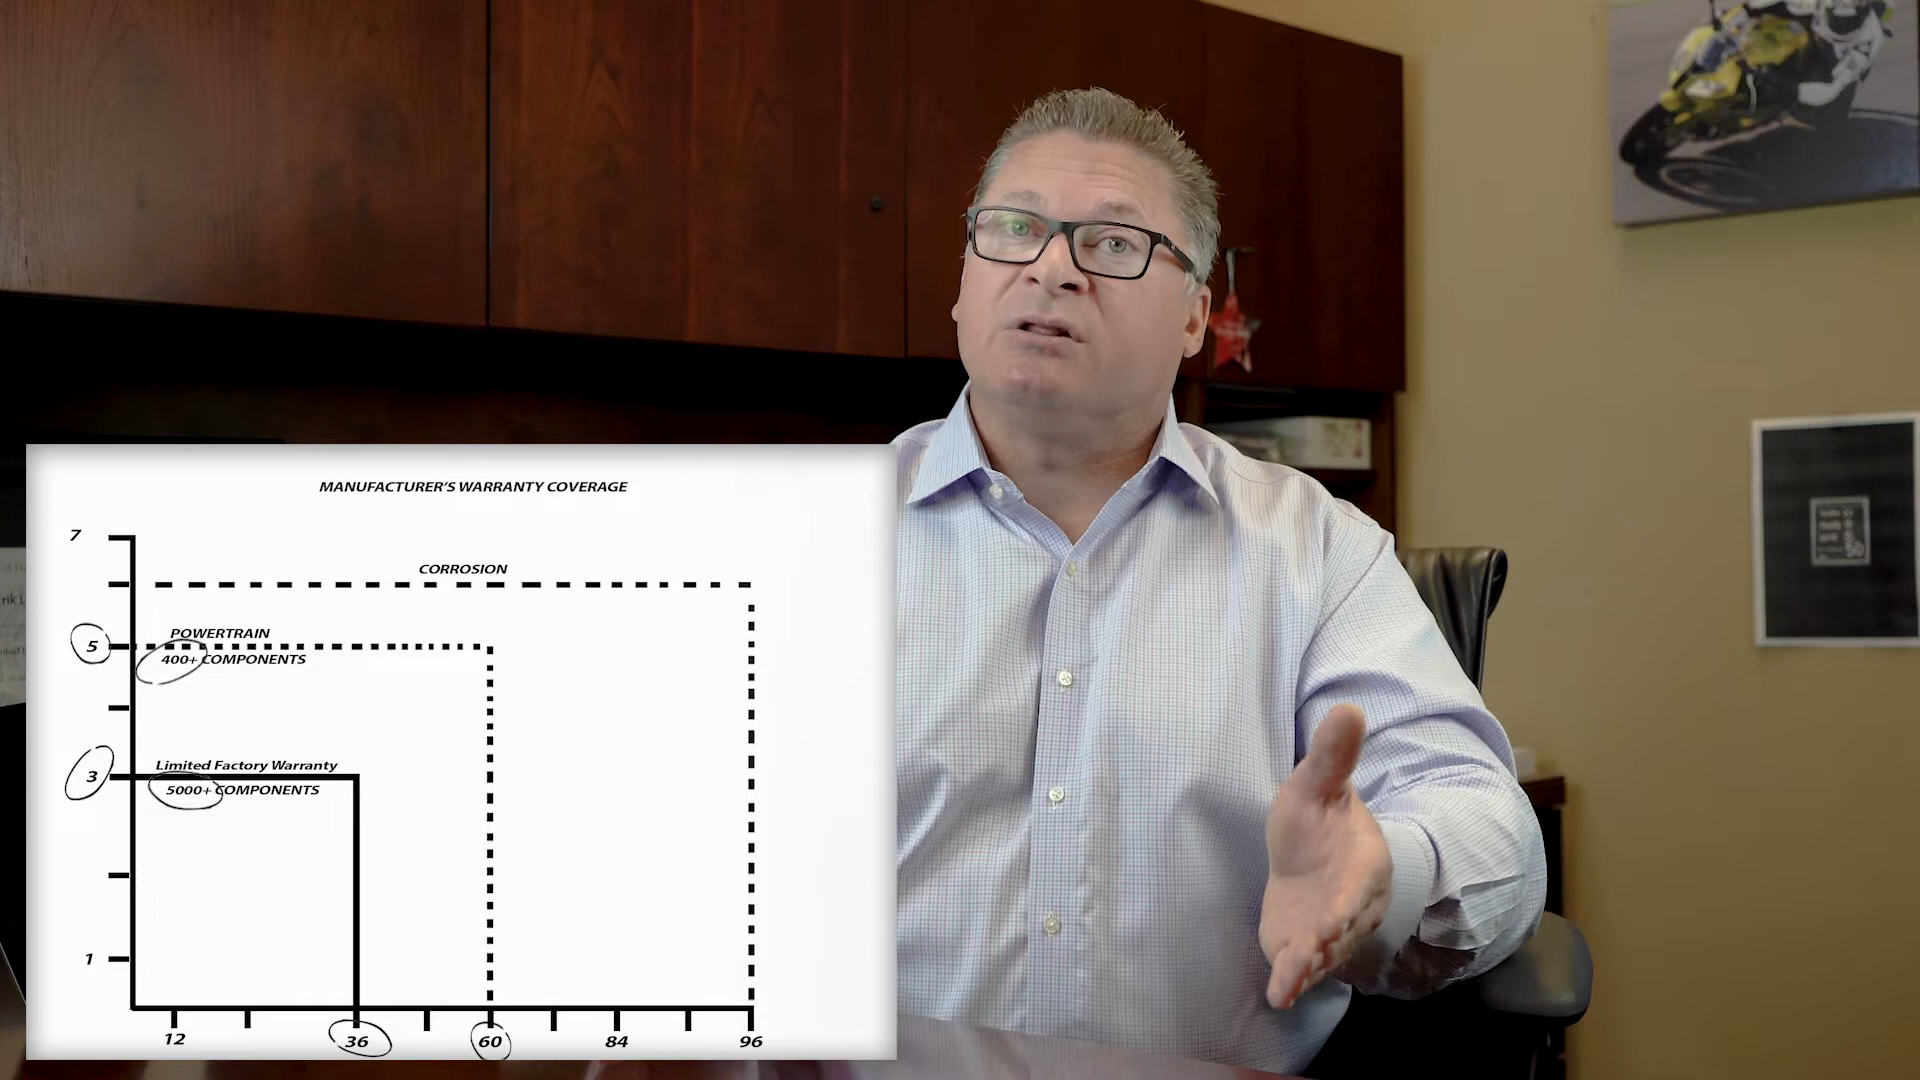 MANUFACTURER'S WARRANTY COVERAGE
7
CORROSION
POWERTRAIN
5
400+ COMPONENTS
Limited Factory Warranty
3
5000+ COMPONENTS
1
12
36
60
84
96